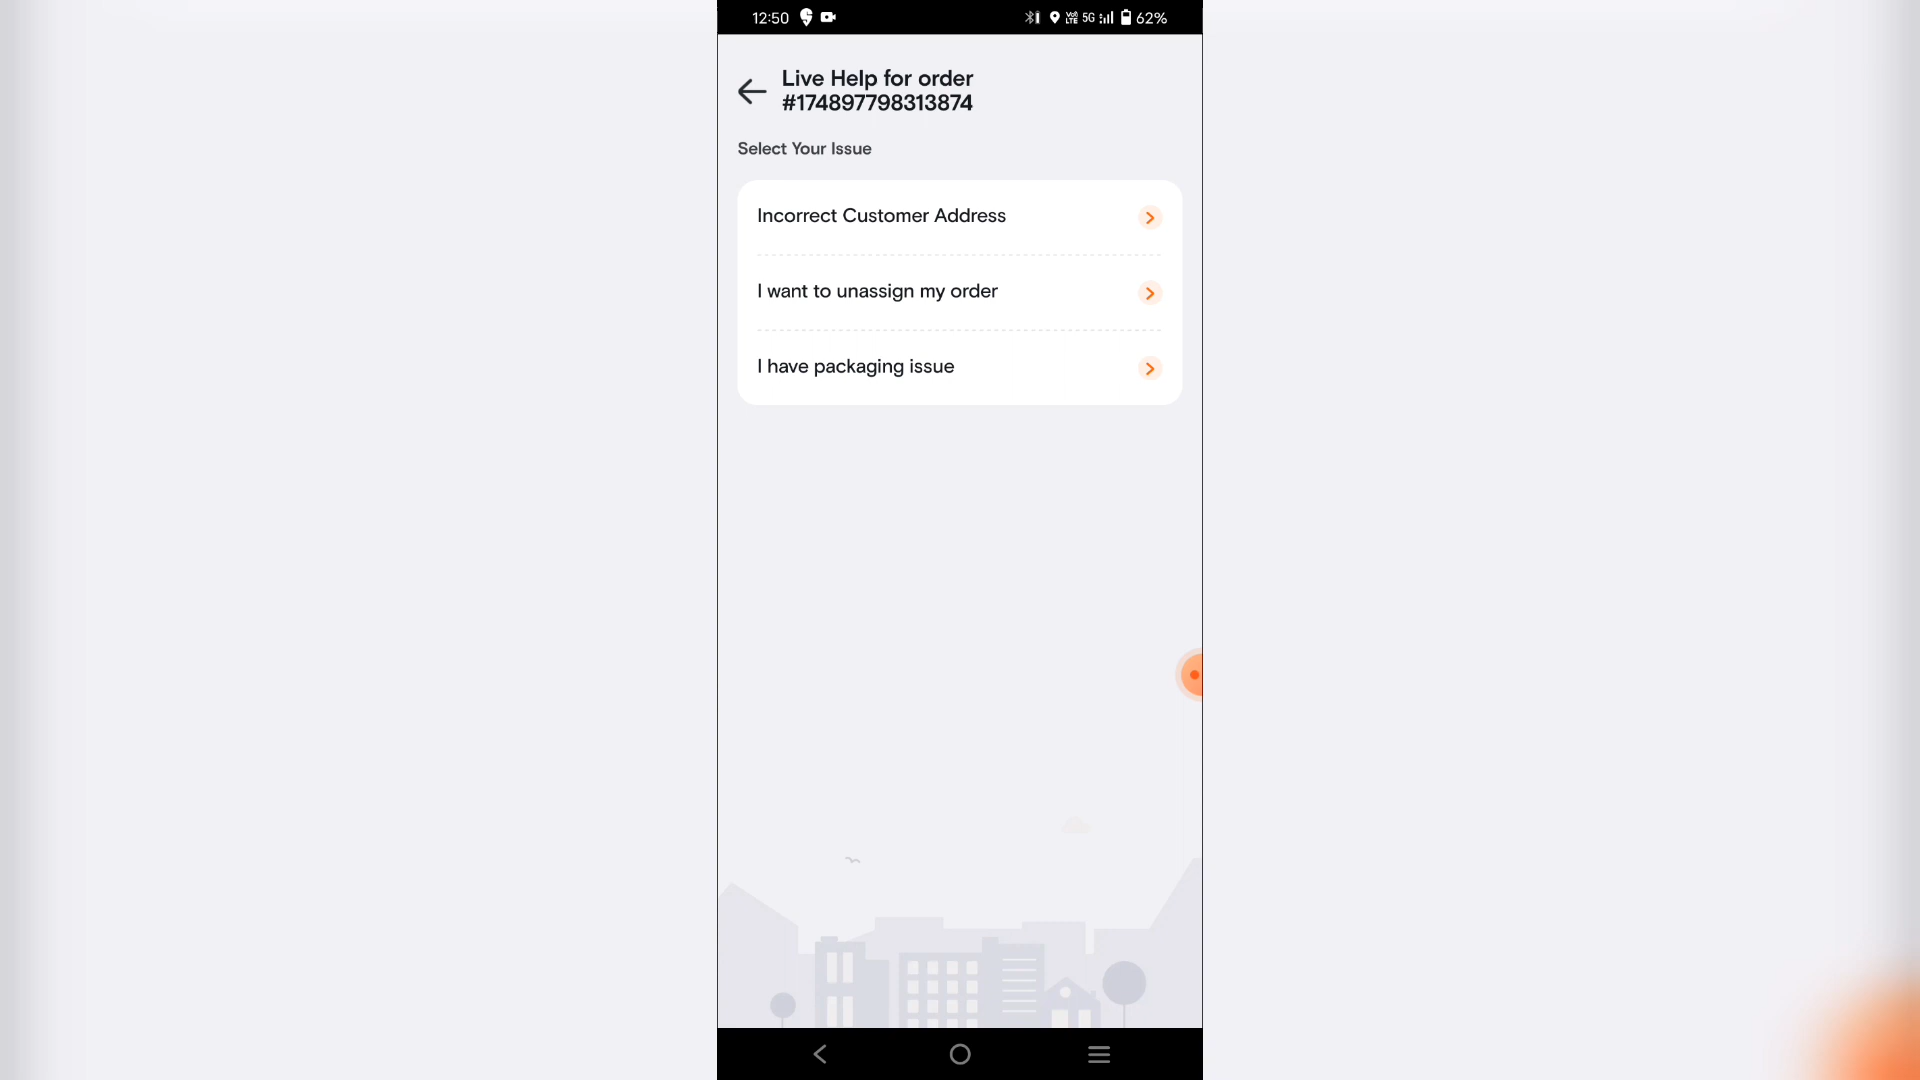 12:50
5G 62%
Live Help for order
#174897798313874
Select Your Issue
Incorrect Customer Address
I want to unassign my order
I have packaging issue